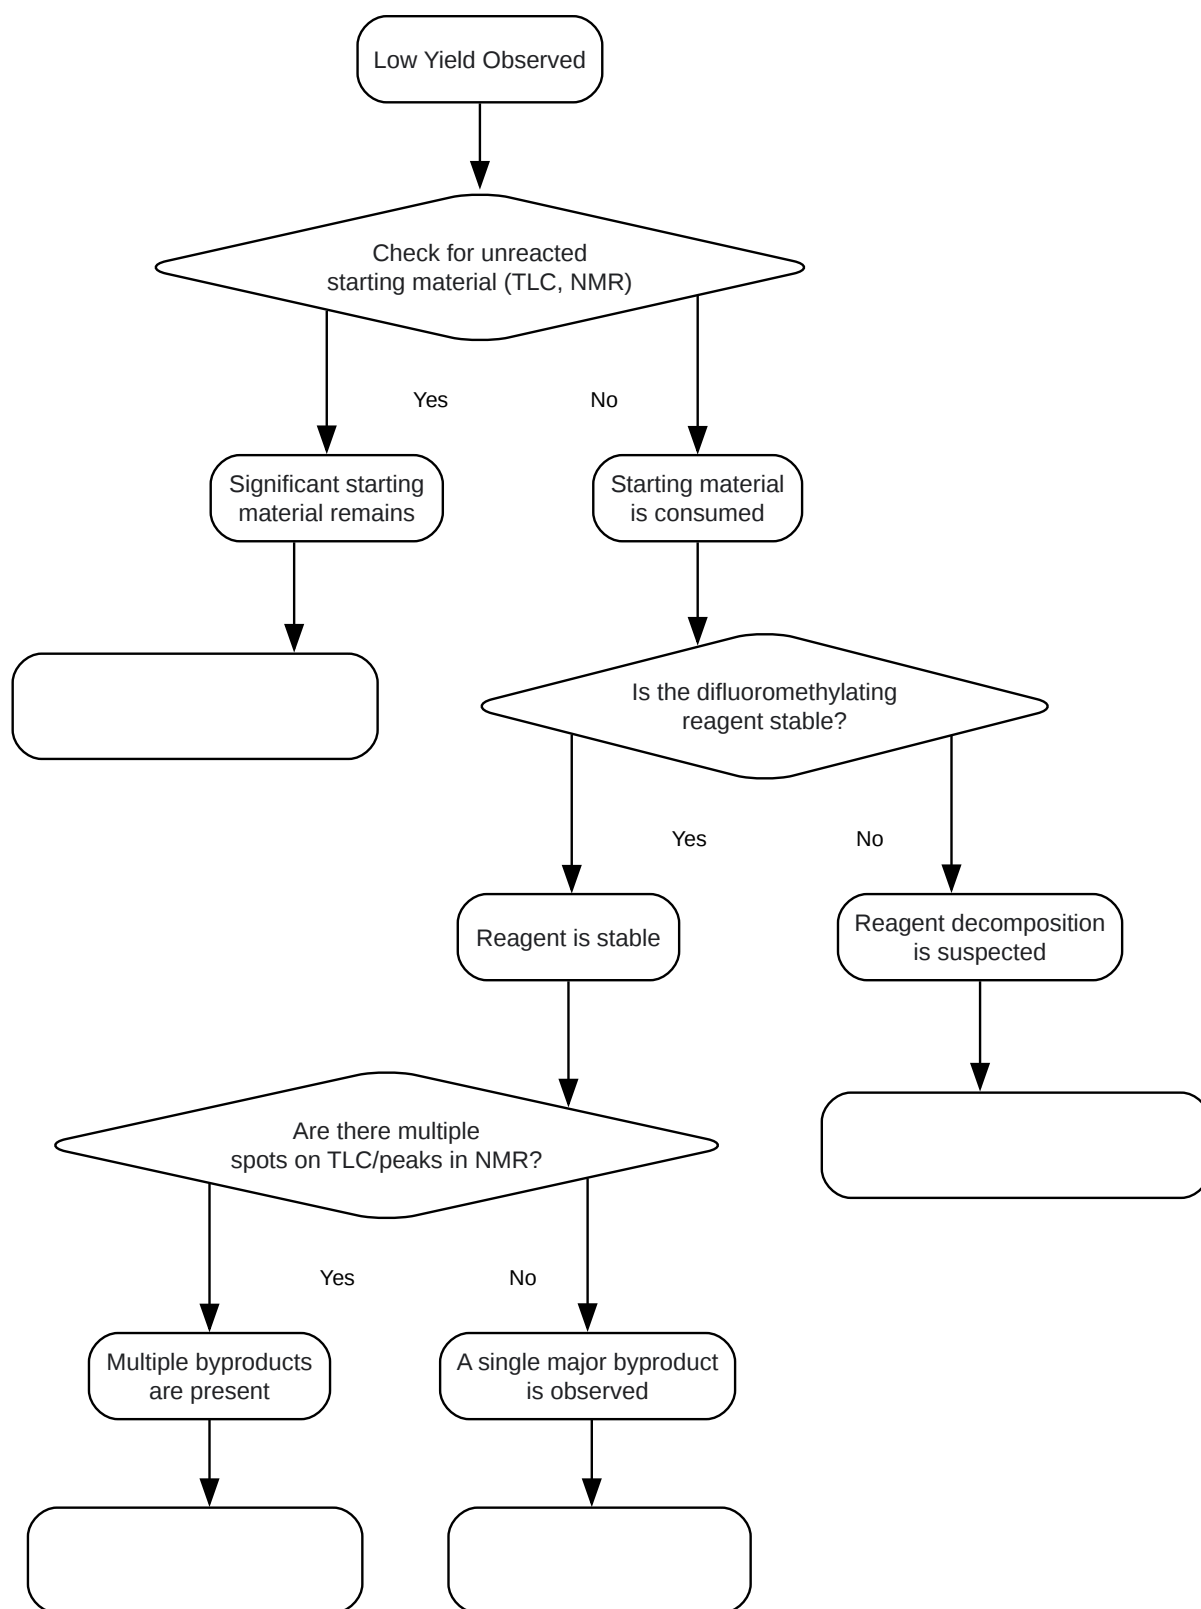 Low Yield Observed
Check for unreacted
starting material (TLC, NMR)
Yes
No
Significant starting
material remains
Starting material
is consumed
Is the difluoromethylating
reagent stable?
Yes
No
Reagent is stable
Reagent decomposition
is suspected
Are there multiple
spots on TLC/peaks in NMR?
Yes
No
Multiple byproducts
are present
A single major byproduct
is observed